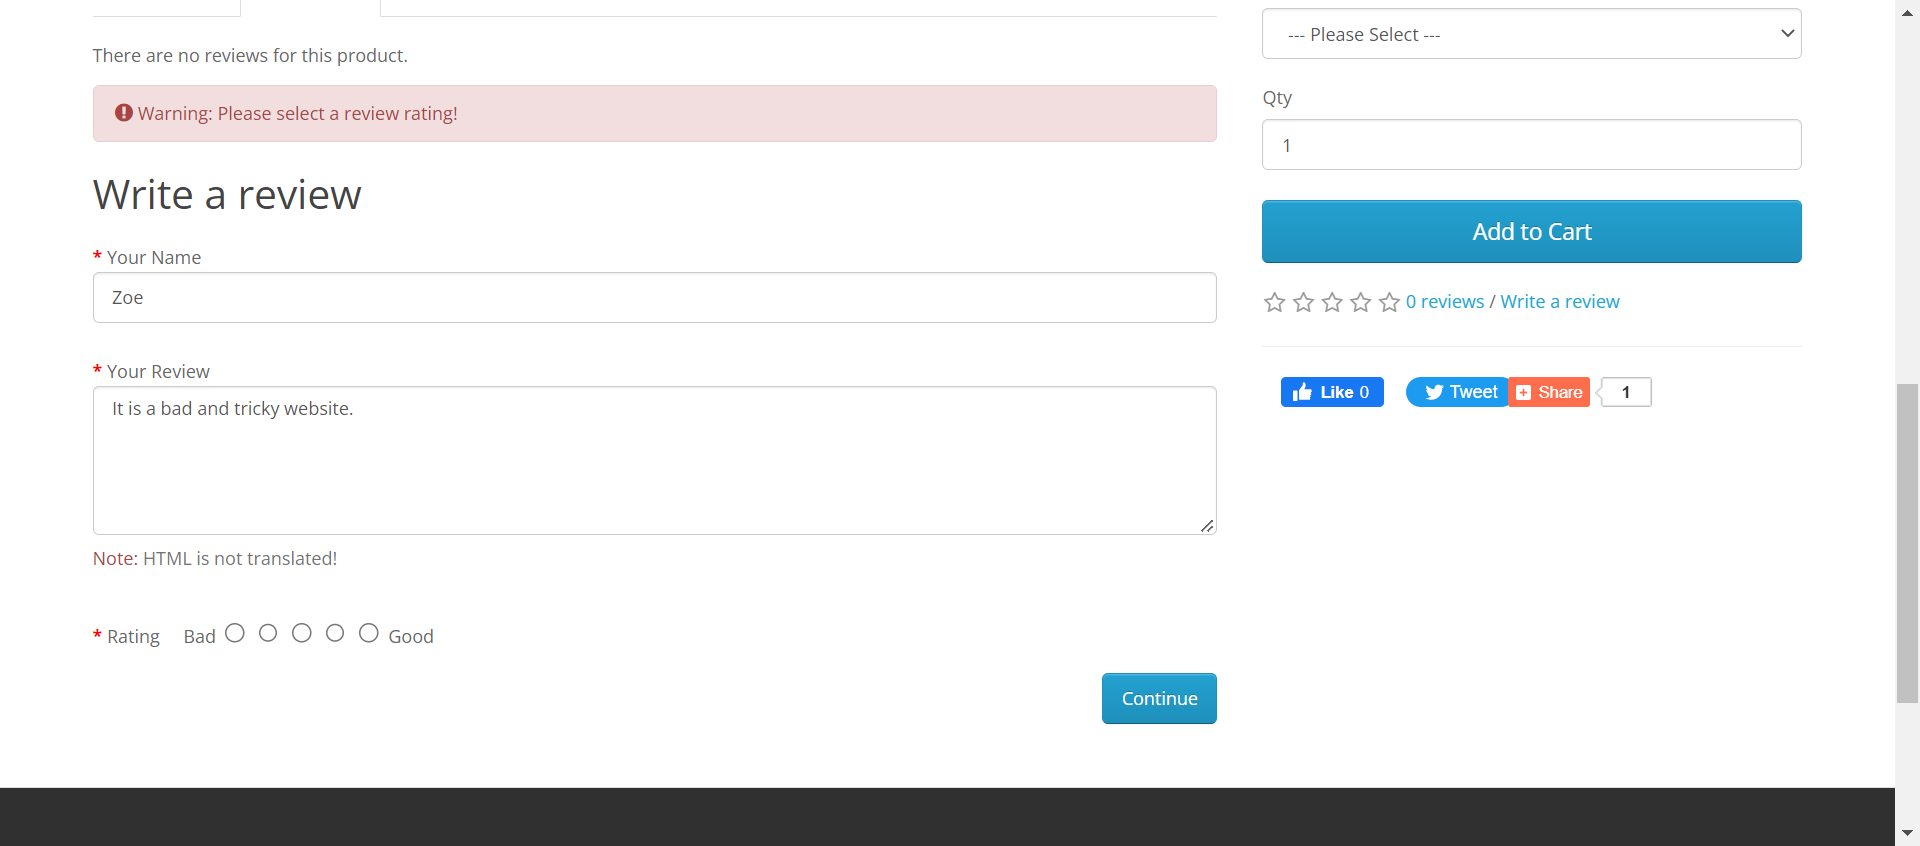 There are no reviews for this product.
Warning: Please select a review rating!
Write a review
* Your Name
Zoe
* Your Review
It is a bad and tricky website.
Note: HTML is not translated!
* Rating Bad Good
Continue
--- Please Select ---
Qty
1
Add to Cart
0 reviews / Write a review
Like 0 Tweet Share 1